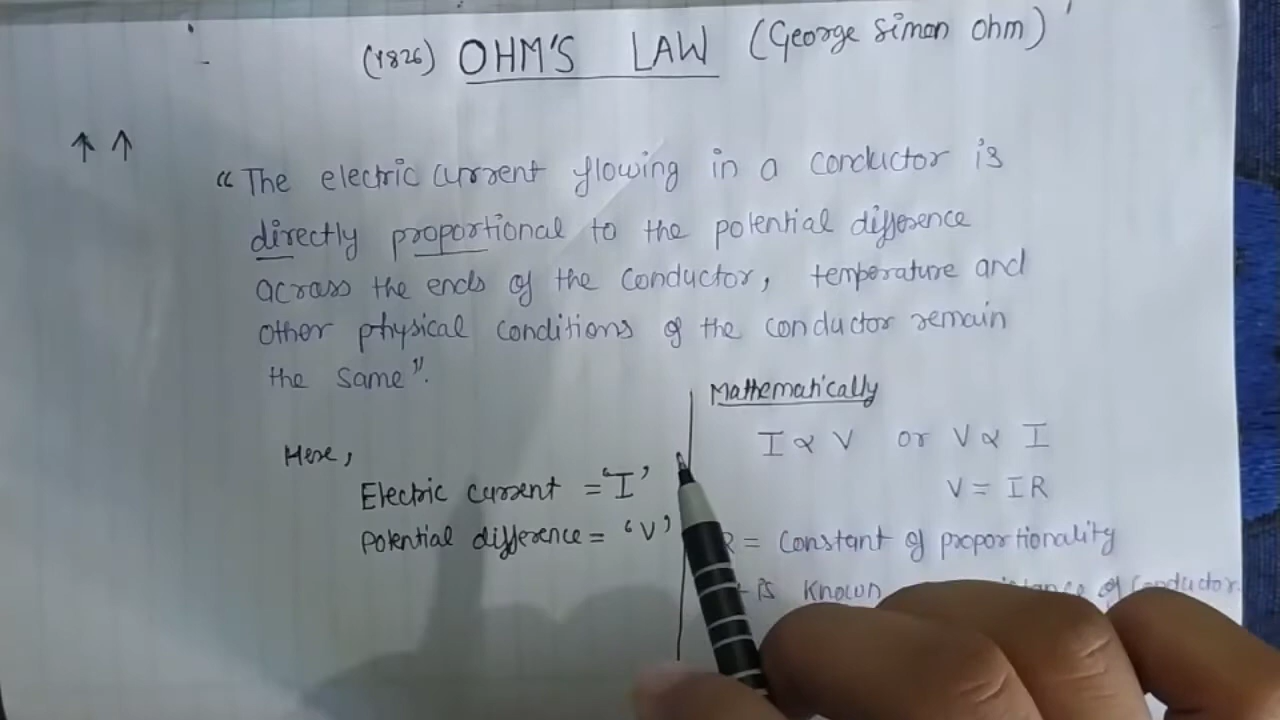 (1826) OHM'S LAW (George Simon Ohm)
↑ ↑
"The electric current flowing in a conductor is
directly proportional to the potential difference
across the ends of the conductor, temperature and
other physical conditions of the conductor remain
the same".
Here,
Electric current = 'I'
Potential difference = 'V'
Mathematically
I ∝ V or V ∝ I
V = IR
R = Constant of proportionality
is known of Conductor.